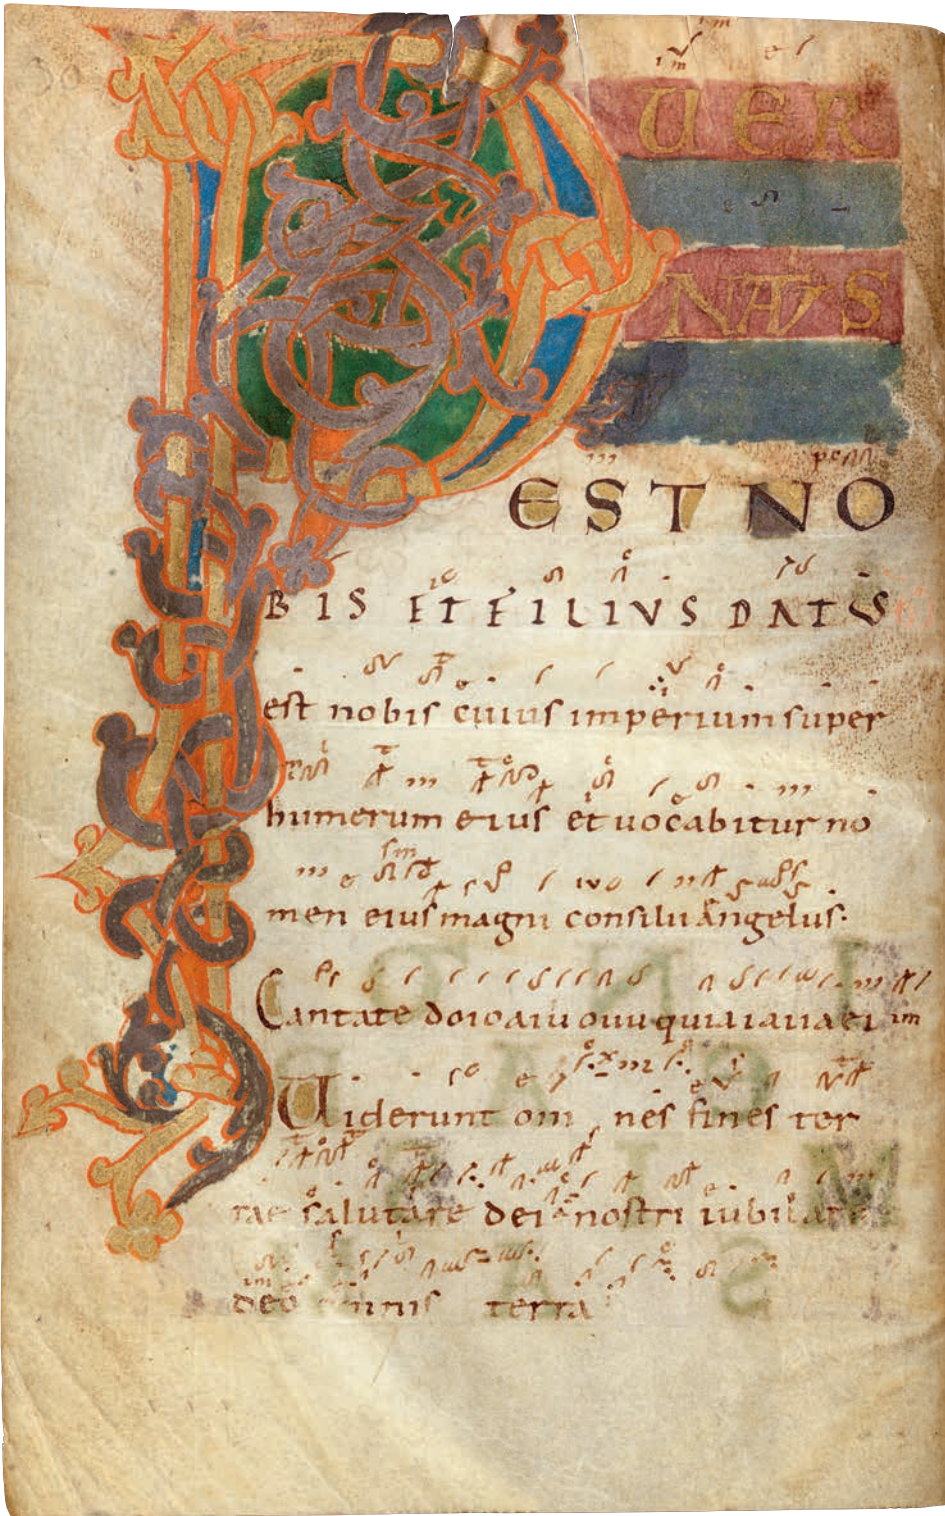 PUER
NATUS
EST NO
BIS ET FILIUS DATUS
est nobis cuius imperium super
humerum eius et uocabitur no
men eius magni consilii angelus.
Cantate
Uiderunt om nes fines ter
rae salutare dei nostri iubilate
deo omnis terra